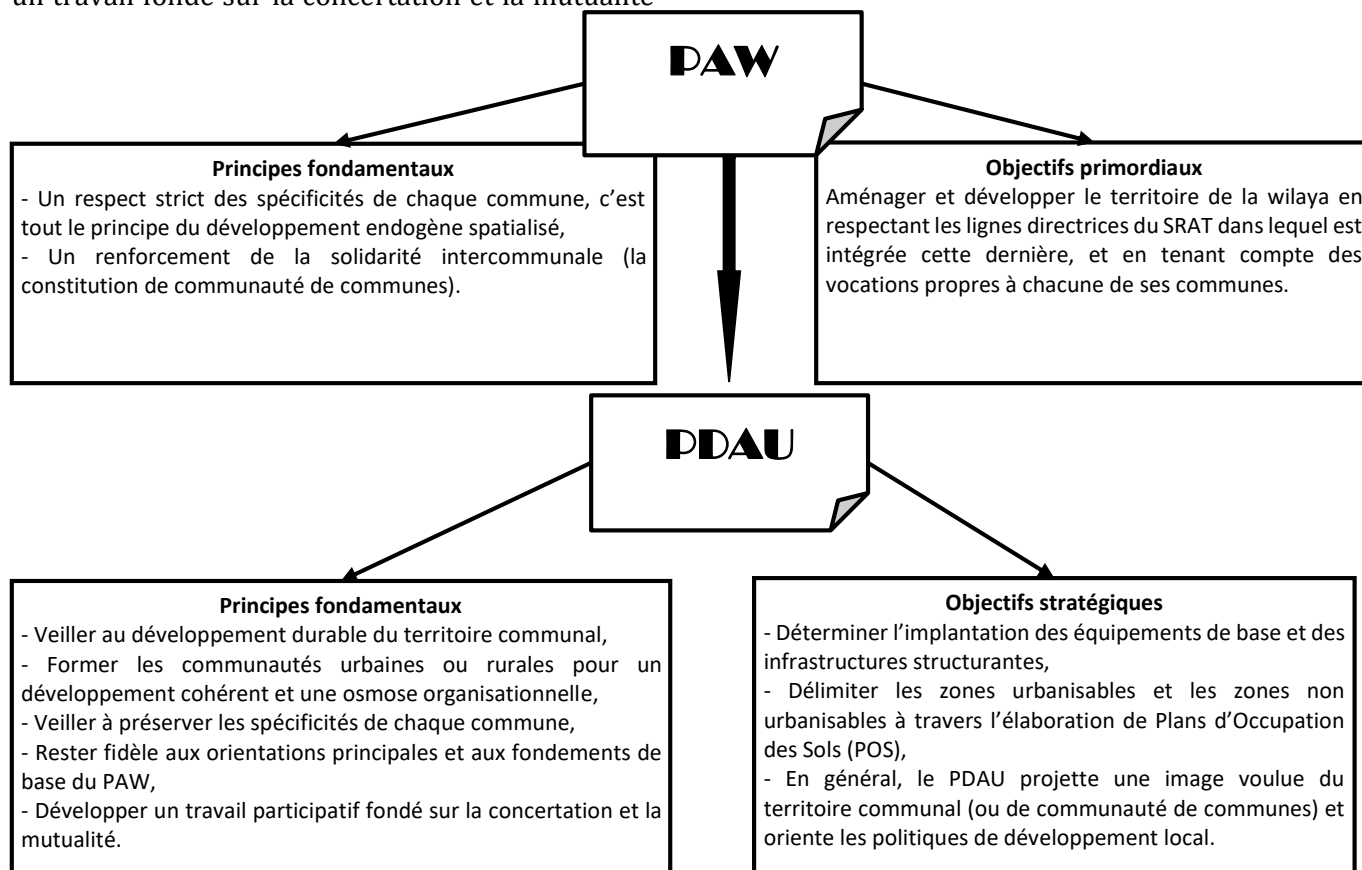 un travail fondé sur la concertation et la mutualité
PAW
Principes fondamentaux
- Un respect strict des spécificités de chaque commune, c’est
tout le principe du développement endogène spatialisé,
- Un renforcement de la solidarité intercommunale (la
constitution de communauté de communes).
Objectifs primordiaux
Aménager et développer le territoire de la wilaya en
respectant les lignes directrices du SRAT dans lequel est
intégrée cette dernière, et en tenant compte des
vocations propres à chacune de ses communes.
PDAU
Principes fondamentaux
- Veiller au développement durable du territoire communal,
- Former les communautés urbaines ou rurales pour un
développement cohérent et une osmose organisationnelle,
- Veiller à préserver les spécificités de chaque commune,
- Rester fidèle aux orientations principales et aux fondements de
base du PAW,
- Développer un travail participatif fondé sur la concertation et la
mutualité.
Objectifs stratégiques
- Déterminer l’implantation des équipements de base et des
infrastructures structurantes,
- Délimiter les zones urbanisables et les zones non
urbanisables à travers l’élaboration de Plans d’Occupation
des Sols (POS),
- En général, le PDAU projette une image voulue du
territoire communal (ou de communauté de communes) et
oriente les politiques de développement local.